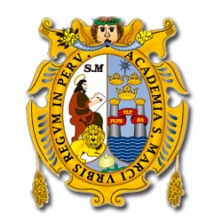 ACADEMIA S. MARCI VRBIS REGVM IN PERV.
S.M